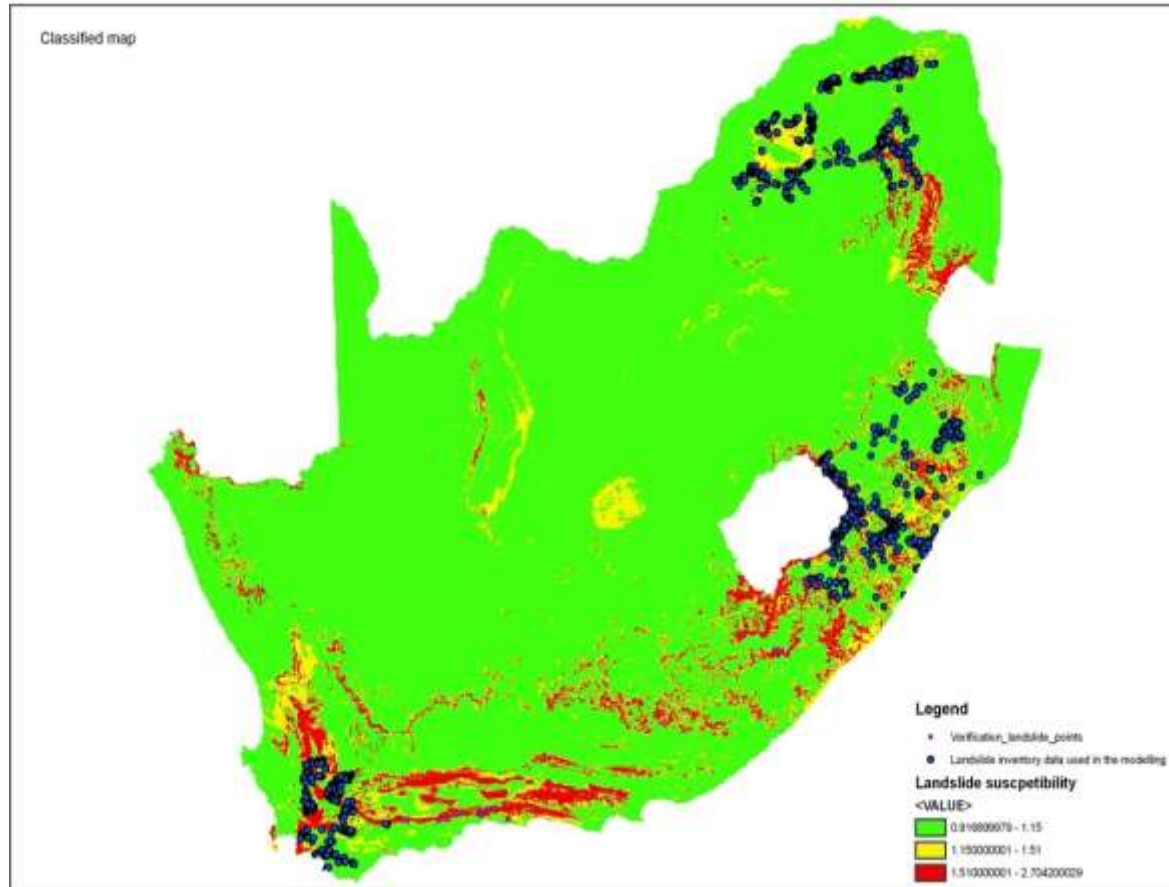 Classified map
Legend
Verification_landslide_points
Landslide inventory data used in the modelling
Landslide suscpetibility
<VALUE>
0.916899979 - 1.15
1.150000001 - 1.51
1.510000001 - 2.704200029